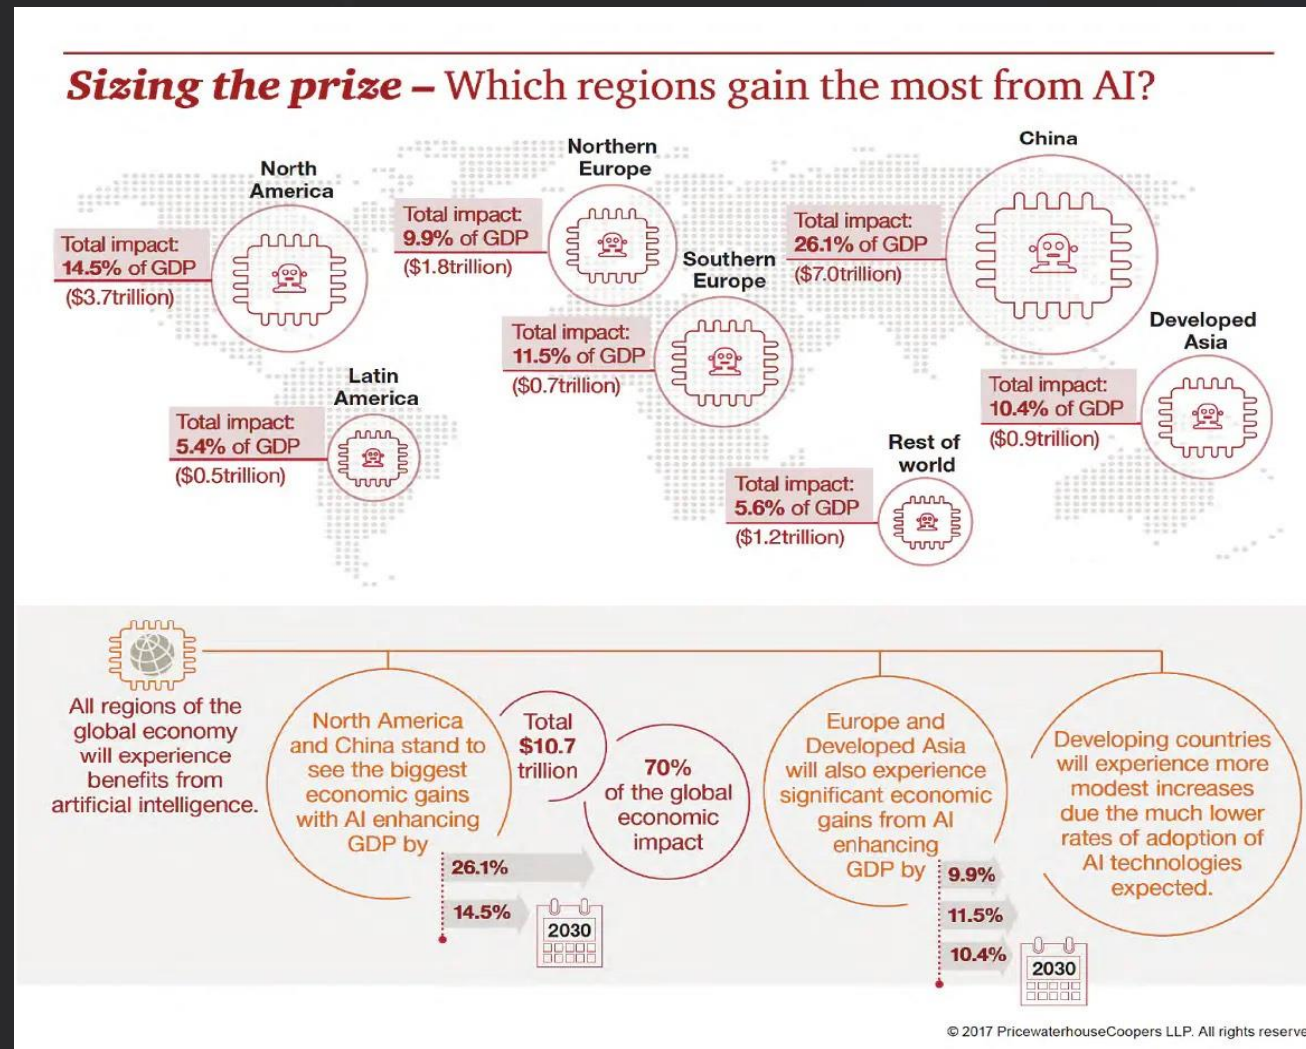 Sizing the prize – Which regions gain the most from AI?
North
America
Total impact:
14.5% of GDP
($3.7trillion)
Northern
Europe
Total impact:
9.9% of GDP
($1.8trillion)
China
Total impact:
26.1% of GDP
($7.0trillion)
Southern
Europe
Total impact:
11.5% of GDP
($0.7trillion)
Developed
Asia
Total impact:
10.4% of GDP
($0.9trillion)
Latin
America
Total impact:
5.4% of GDP
($0.5trillion)
Rest of
world
Total impact:
5.6% of GDP
($1.2trillion)
All regions of the
global economy
will experience
benefits from
artificial intelligence.
North America
and China stand to
see the biggest
economic gains
with AI enhancing
GDP by
26.1%
14.5%
2030
Total
$10.7
trillion
70%
of the global
economic
impact
Europe and
Developed Asia
will also experience
significant economic
gains from AI
enhancing
GDP by
9.9%
11.5%
10.4%
2030
Developing countries
will experience more
modest increases
due the much lower
rates of adoption of
AI technologies
expected.
© 2017 PricewaterhouseCoopers LLP. All rights reserve